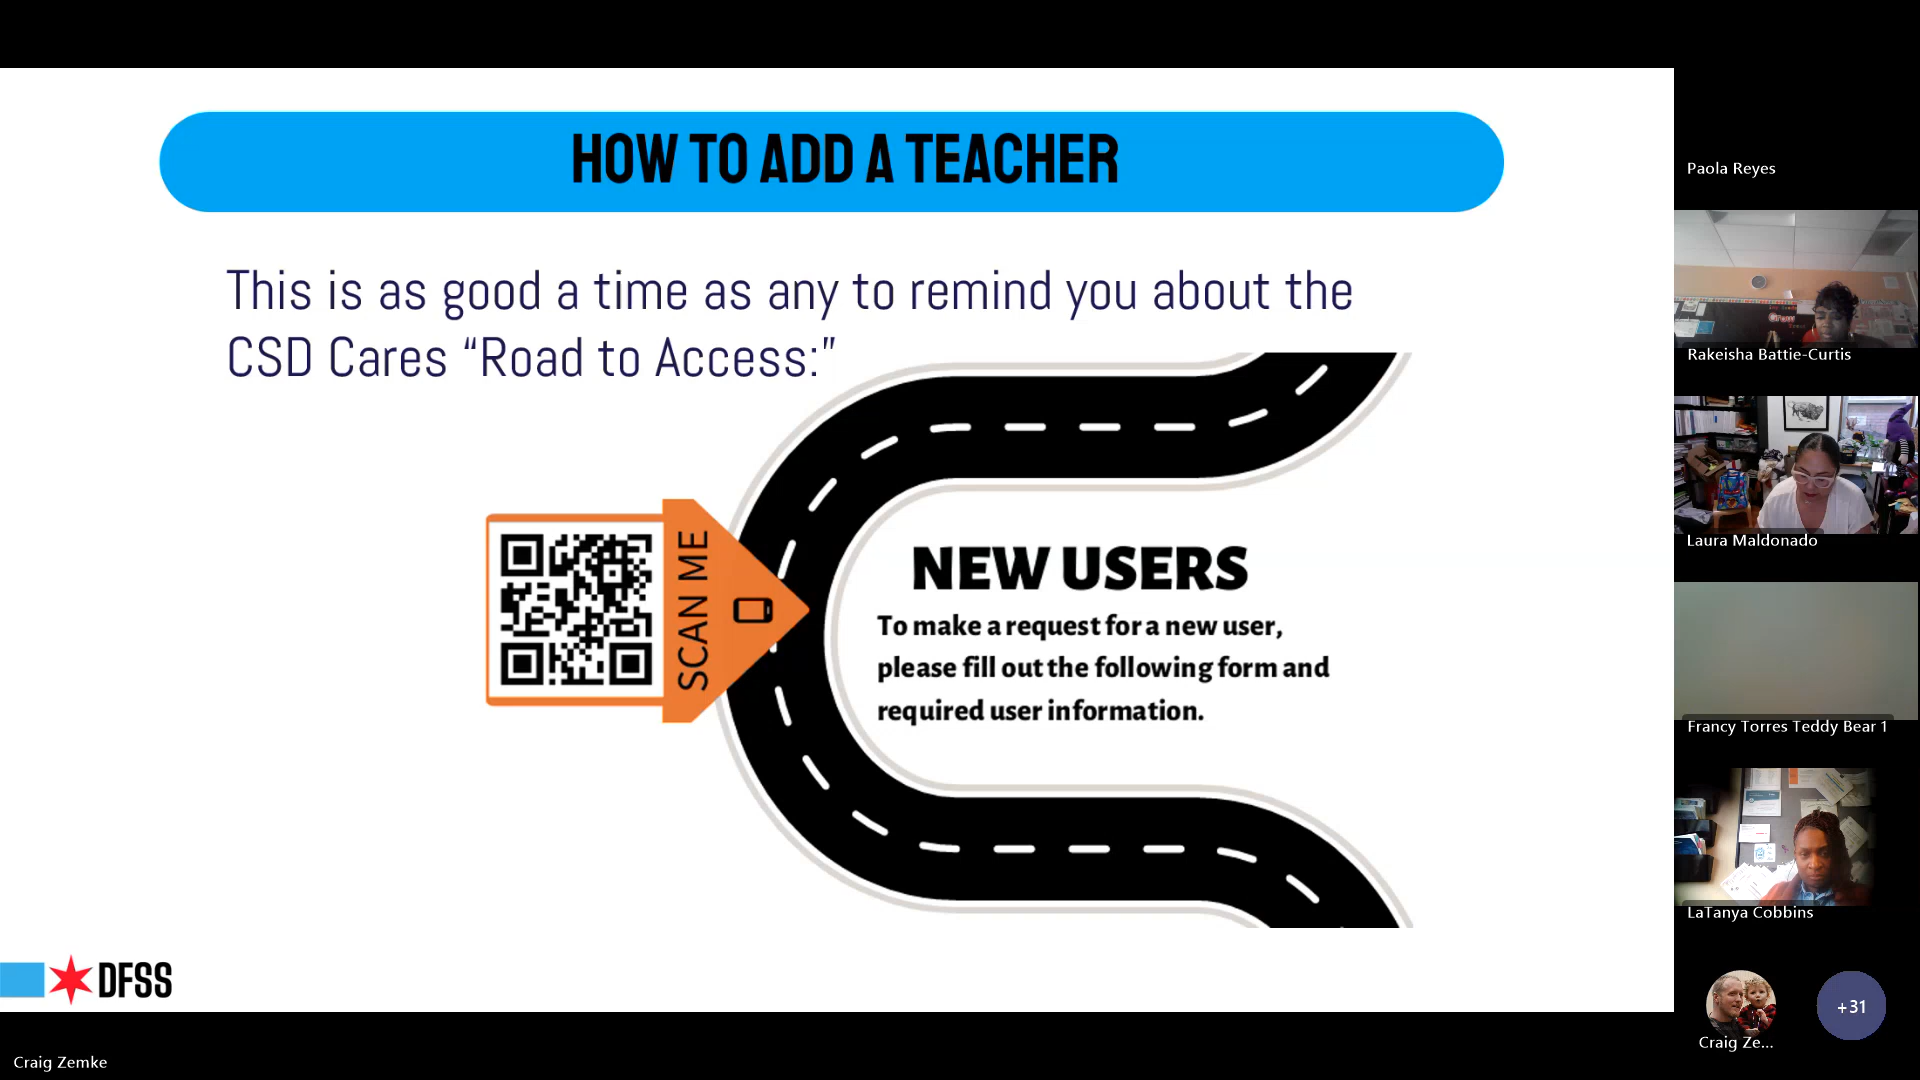 HOW TO ADD A TEACHER
This is as good a time as any to remind you about the
CSD Cares “Road to Access:”
SCAN ME
NEW USERS
To make a request for a new user,
please fill out the following form and
required user information.
DFSS
Craig Zemke
Paola Reyes
Rakeisha Battie-Curtis
Laura Maldonado
Francy Torres Teddy Bear 1
LaTanya Cobbins
Craig Ze...
+31